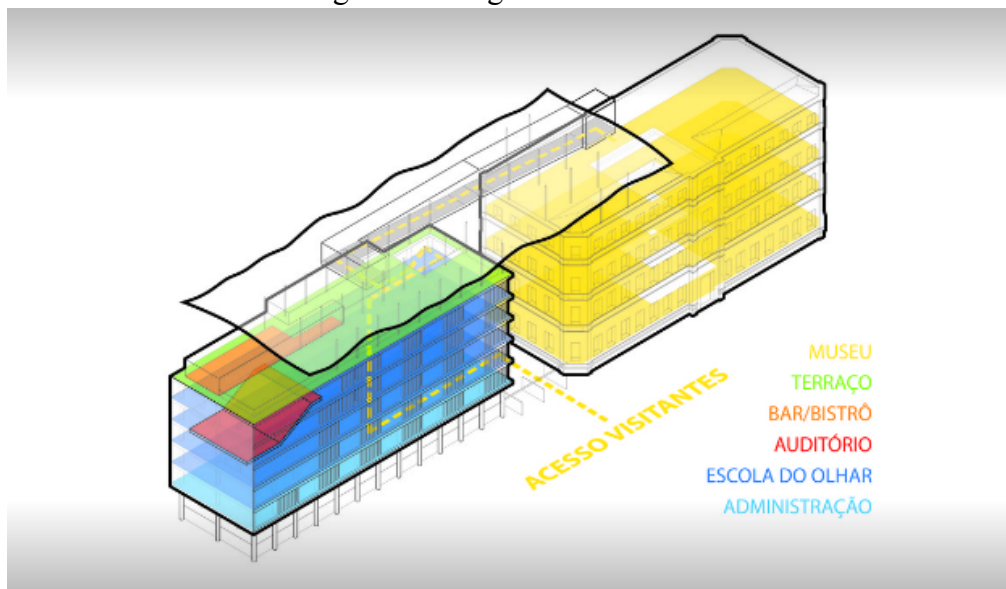 MUSEU
TERRAÇO
BAR/BISTRÔ
AUDITÓRIO
ESCOLA DO OLHAR
ADMINISTRAÇÃO
ACESSO VISITANTES